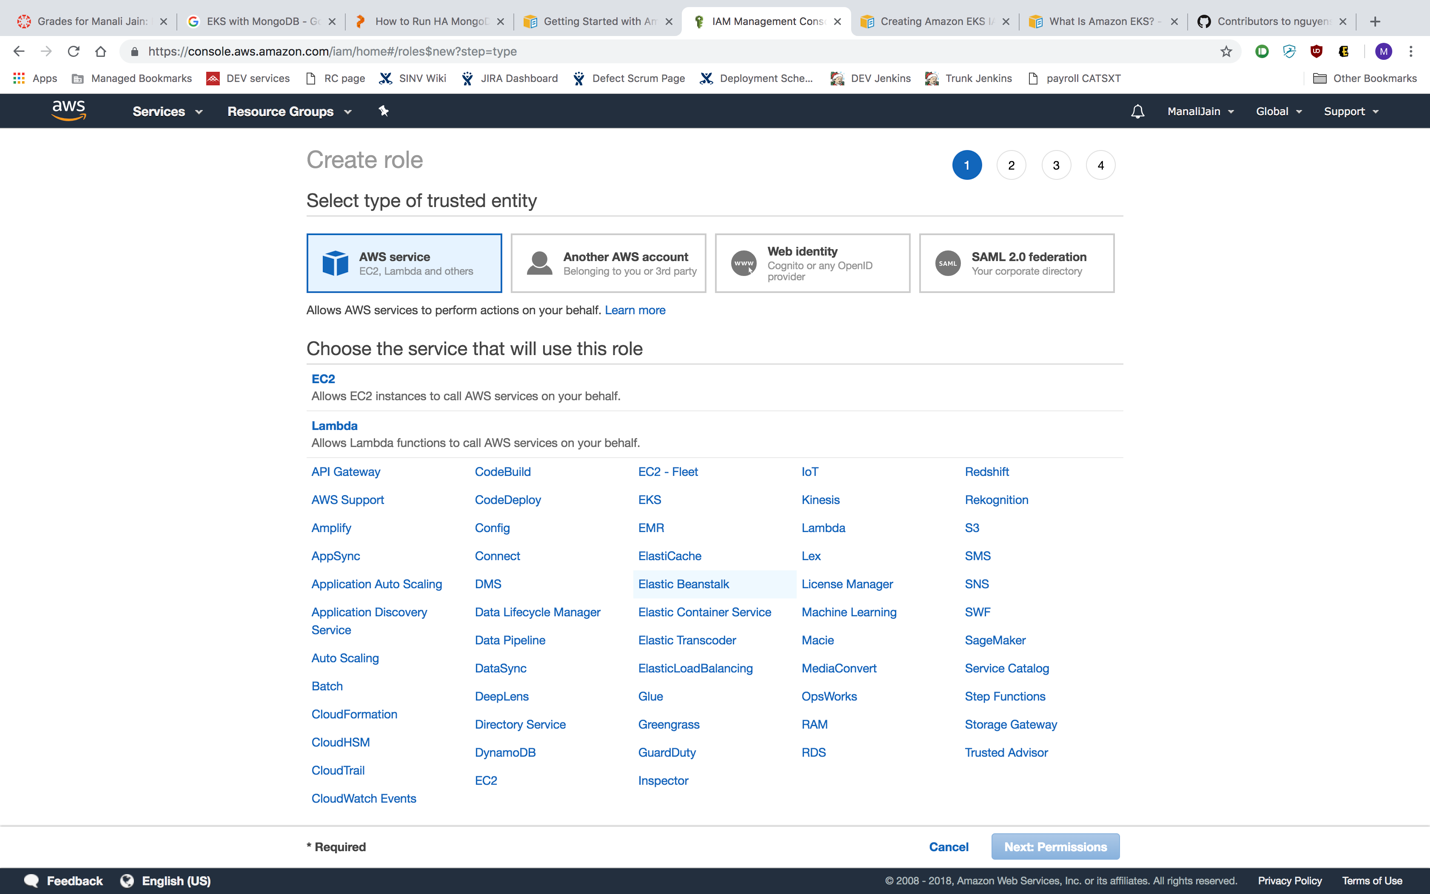 Grades for Manali Jain:
EKS with MongoDB - G
How to Run HA MongoD
Getting Started with Am
IAM Management Cons
Creating Amazon EKS I
What Is Amazon EKS? -
Contributors to nguyen
https://console.aws.amazon.com/iam/home#/roles$new?step=type
Apps Managed Bookmarks DEV services RC page SINV Wiki JIRA Dashboard Defect Scrum Page Deployment Sche... DEV Jenkins Trunk Jenkins payroll CATSXT Other Bookmarks
aws Services Resource Groups ManaliJain Global Support
Create role
1 2 3 4
Select type of trusted entity
AWS service
EC2, Lambda and others
Another AWS account
Belonging to you or 3rd party
www
Web identity
Cognito or any OpenID
provider
SAML
SAML 2.0 federation
Your corporate directory
Allows AWS services to perform actions on your behalf. Learn more
Choose the service that will use this role
EC2
Allows EC2 instances to call AWS services on your behalf.
Lambda
Allows Lambda functions to call AWS services on your behalf.
API Gateway
AWS Support
Amplify
AppSync
Application Auto Scaling
Application Discovery
Service
Auto Scaling
Batch
CloudFormation
CloudHSM
CloudTrail
CloudWatch Events
CodeBuild
CodeDeploy
Config
Connect
DMS
Data Lifecycle Manager
Data Pipeline
DataSync
DeepLens
Directory Service
DynamoDB
EC2
EC2 - Fleet
EKS
EMR
ElastiCache
Elastic Beanstalk
Elastic Container Service
Elastic Transcoder
ElasticLoadBalancing
Glue
Greengrass
GuardDuty
Inspector
IoT
Kinesis
Lambda
Lex
License Manager
Machine Learning
Macie
MediaConvert
OpsWorks
RAM
RDS
Redshift
Rekognition
S3
SMS
SNS
SWF
SageMaker
Service Catalog
Step Functions
Storage Gateway
Trusted Advisor
* Required
Cancel
Next: Permissions
Feedback English (US) © 2008 - 2018, Amazon Web Services, Inc. or its affiliates. All rights reserved. Privacy Policy Terms of Use